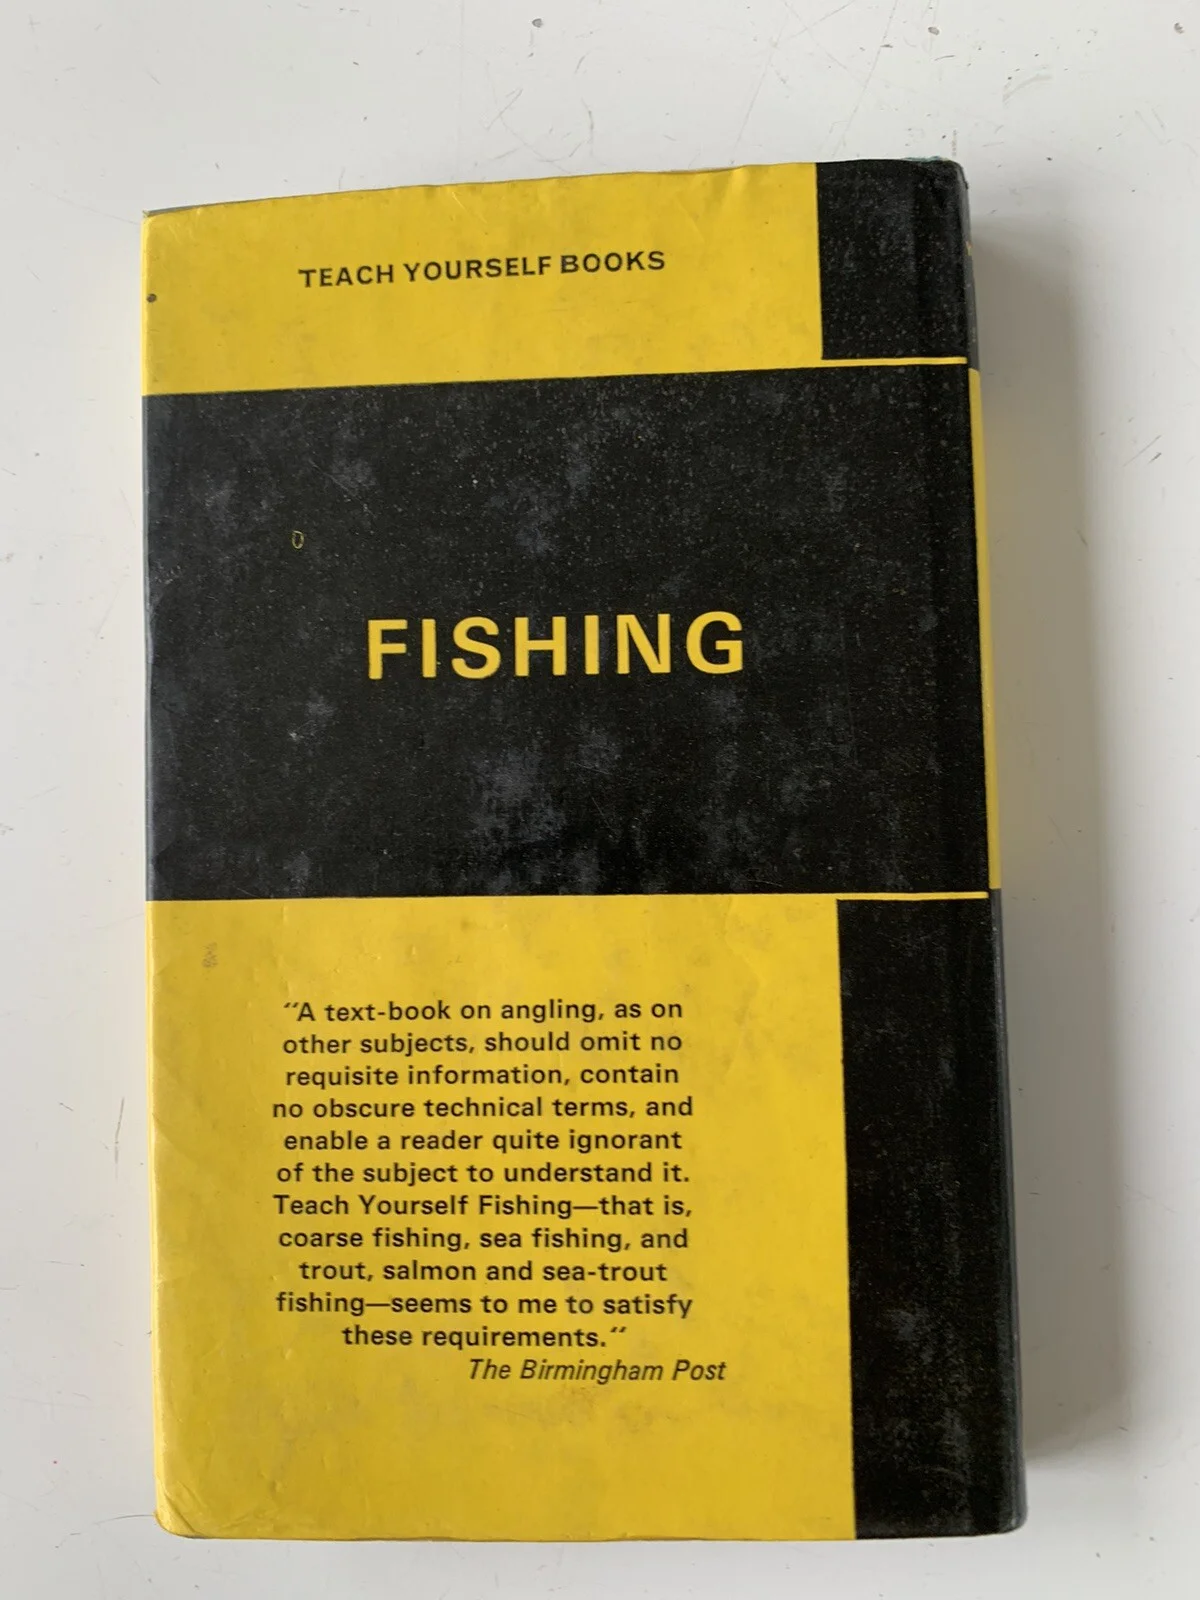 TEACH YOURSELF BOOKS
FISHING
“A text-book on angling, as on
other subjects, should omit no
requisite information, contain
no obscure technical terms, and
enable a reader quite ignorant
of the subject to understand it.
Teach Yourself Fishing—that is,
coarse fishing, sea fishing, and
trout, salmon and sea-trout
fishing—seems to me to satisfy
these requirements.“
The Birmingham Post